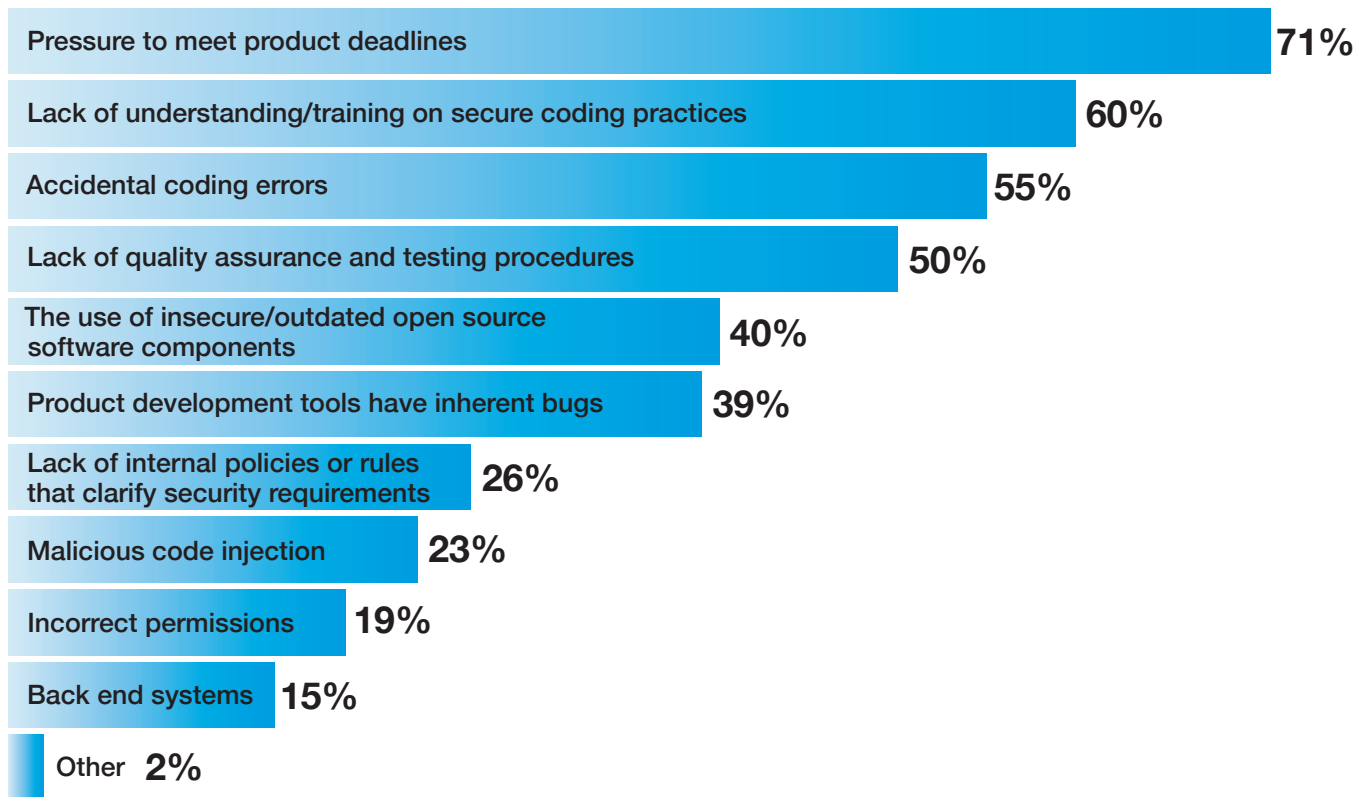 Pressure to meet product deadlines 71%
Lack of understanding/training on secure coding practices 60%
Accidental coding errors 55%
Lack of quality assurance and testing procedures 50%
The use of insecure/outdated open source
software components 40%
Product development tools have inherent bugs 39%
Lack of internal policies or rules
that clarify security requirements 26%
Malicious code injection 23%
Incorrect permissions 19%
Back end systems 15%
Other 2%